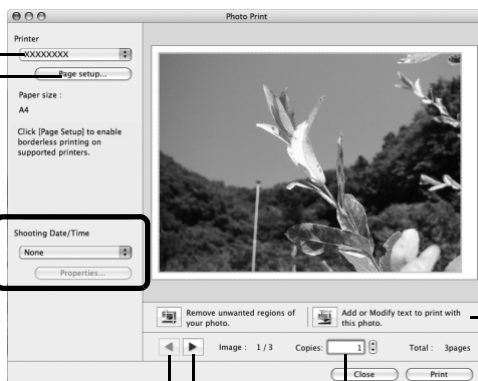 Photo Print
Printer
XXXXXXXX
Page setup...
Paper size :
A4
Click [Page Setup] to enable
borderless printing on
supported printers.
Shooting Date/Time
None
Properties...
Remove unwanted regions of
your photo.
Add or Modify text to print with
this photo.
Image : 1 / 3
Copies: 1
Total : 3pages
Close
Print